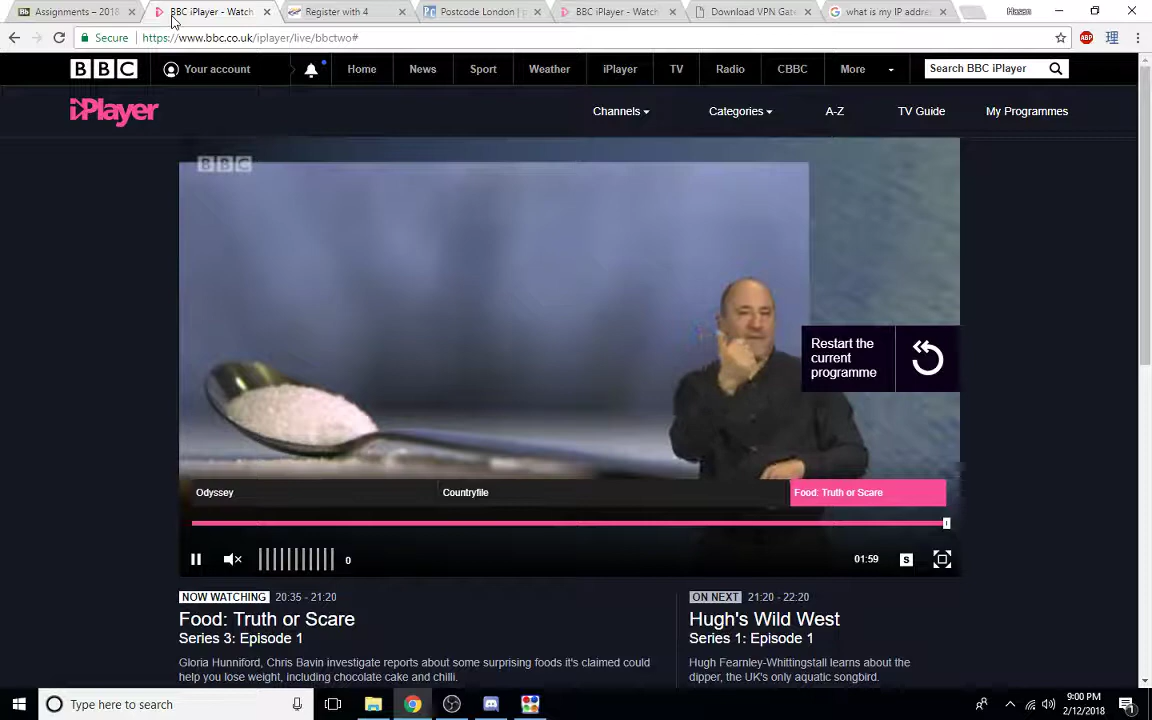 Assignments – 2018
BBC iPlayer - Watch
Register with 4
Postcode London | p
BBC iPlayer - Watch
Download VPN Gate
what is my IP addre
Hasan
Secure
https://www.bbc.co.uk/iplayer/live/bbctwo#
ABP
理
BBC
Your account
Home
News
Sport
Weather
iPlayer
TV
Radio
CBBC
More
Search BBC iPlayer
iPlayer
Channels
Categories
A-Z
TV Guide
My Programmes
BBC
Restart the
current
programme
Odyssey
Countryfile
Food: Truth or Scare
0
01:59
S
NOW WATCHING 20:35 - 21:20
Food: Truth or Scare
Series 3: Episode 1
Gloria Hunniford, Chris Bavin investigate reports about some surprising foods it's claimed could
help you lose weight, including chocolate cake and chilli.
ON NEXT 21:20 - 22:20
Hugh's Wild West
Series 1: Episode 1
Hugh Fearnley-Whittingstall learns about the
dipper, the UK's only aquatic songbird.
Type here to search
9:00 PM
2/12/2018
1